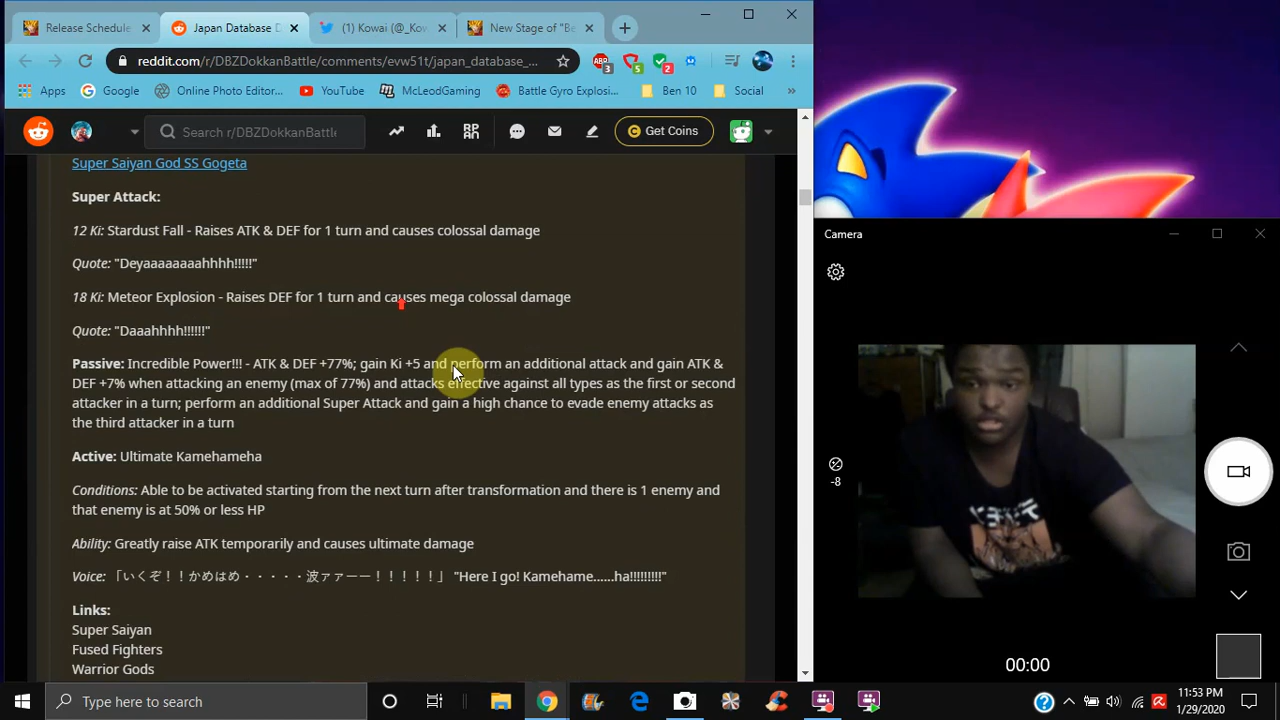 Release Schedule
Japan Database D
(1) Kowai (@_Kow
New Stage of "Be
reddit.com/r/DBZDokkanBattle/comments/evw51t/japan_database_...
ABP
3
5
2
Apps
Google
Online Photo Editor...
YouTube
McLeodGaming
Battle Gyro Explosi...
Ben 10
Social
Search r/DBZDokkanBattle
Get Coins
Super Saiyan God SS Gogeta
Super Attack:
12 Ki: Stardust Fall - Raises ATK & DEF for 1 turn and causes colossal damage
Quote: "Deyaaaaaaaahhhh!!!!!"
18 Ki: Meteor Explosion - Raises DEF for 1 turn and causes mega colossal damage
Quote: "Daaahhhh!!!!!!"
Passive: Incredible Power!!! - ATK & DEF +77%; gain Ki +5 and perform an additional attack and gain ATK &
DEF +7% when attacking an enemy (max of 77%) and attacks effective against all types as the first or second
attacker in a turn; perform an additional Super Attack and gain a high chance to evade enemy attacks as
the third attacker in a turn
Active: Ultimate Kamehameha
Conditions: Able to be activated starting from the next turn after transformation and there is 1 enemy and
that enemy is at 50% or less HP
Ability: Greatly raise ATK temporarily and causes ultimate damage
Voice: 「いくぞ！！かめはめ・・・・・波ァァーー！！！！！」 "Here I go! Kamehame......ha!!!!!!!!!"
Links:
Super Saiyan
Fused Fighters
Warrior Gods
Camera
-8
00:00
Type here to search
11:53 PM
1/29/2020